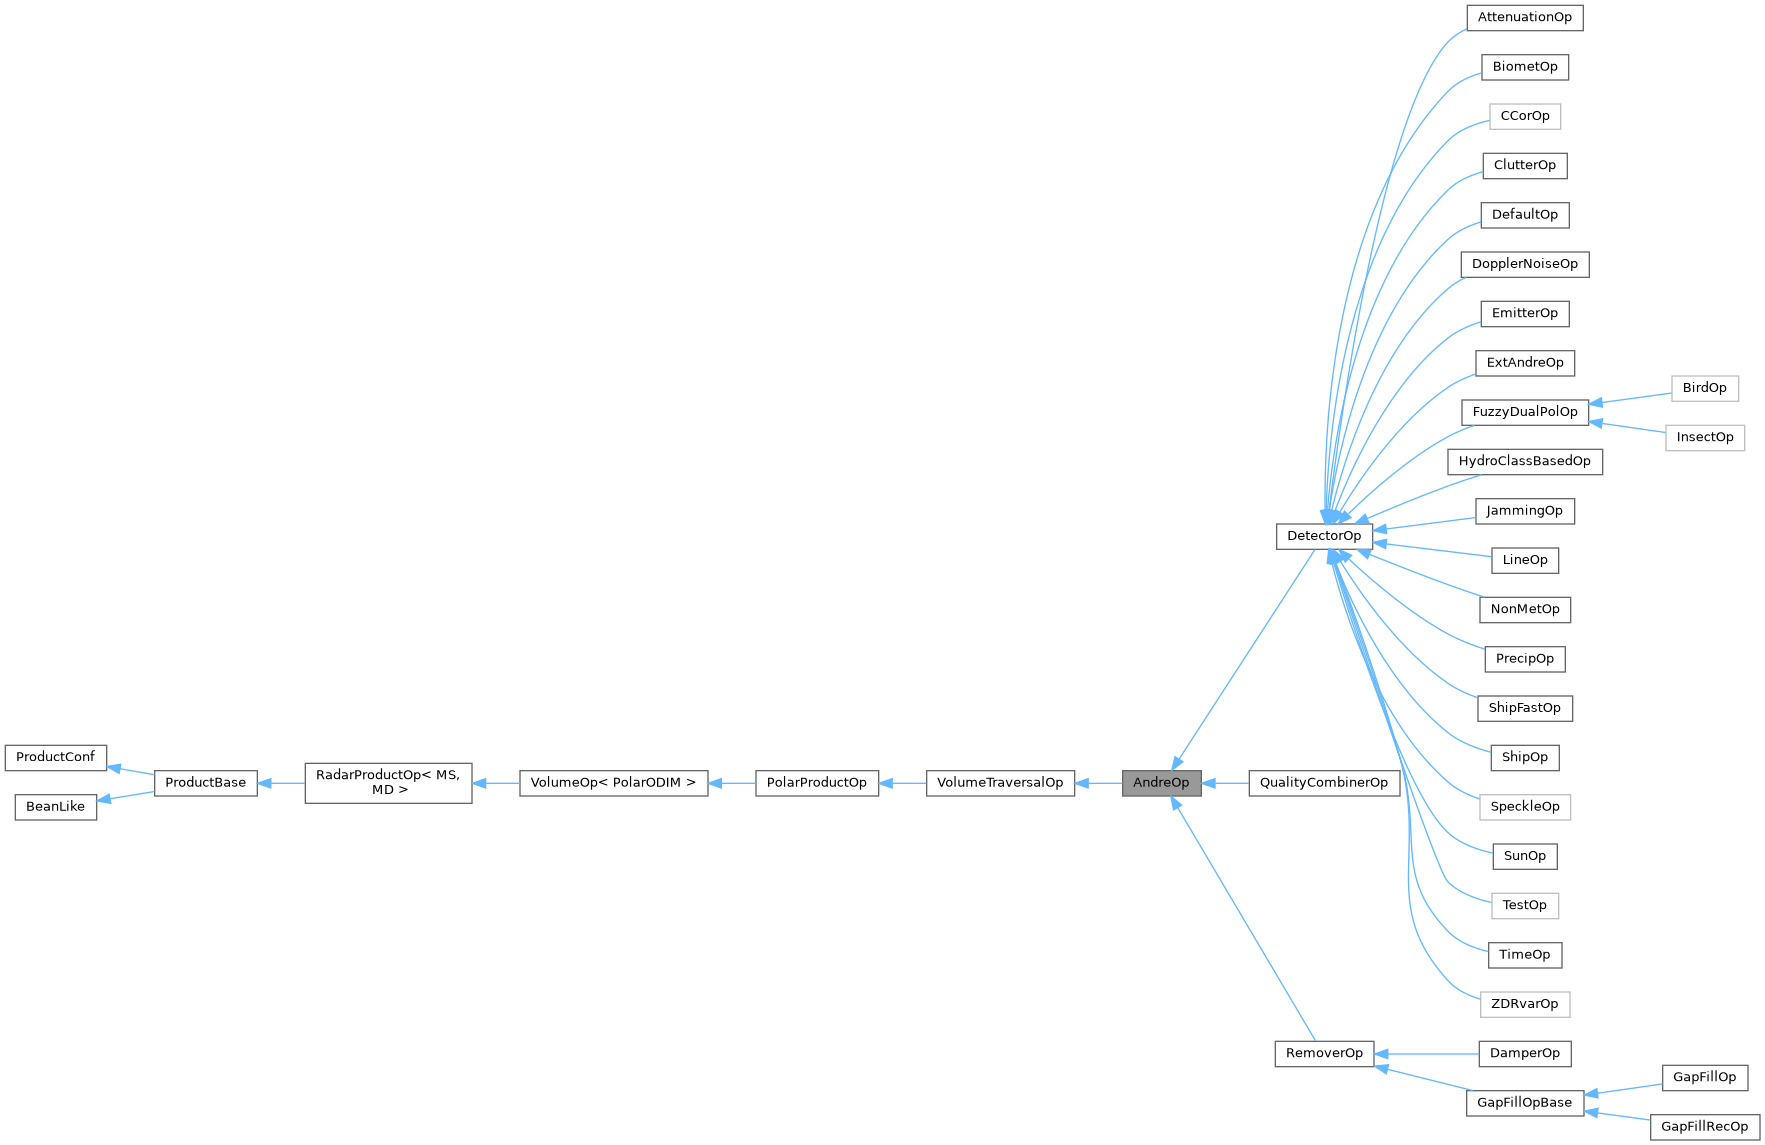 AttenuationOp
BiometOp
CCorOp
ClutterOp
DefaultOp
DopplerNoiseOp
EmitterOp
ExtAndreOp
BirdOp
FuzzyDualPolOp
InsectOp
HydroClassBasedOp
JammingOp
DetectorOp
LineOp
NonMetOp
PrecipOp
ShipFastOp
ShipOp
ProductConf
BeanLike
ProductBase
RadarProductOp< MS,
MD >
VolumeOp< PolarODIM >
PolarProductOp
VolumeTraversalOp
AndreOp
QualityCombinerOp
SpeckleOp
SunOp
TestOp
TimeOp
ZDRvarOp
RemoverOp
DamperOp
GapFillOp
GapFillOpBase
GapFillRecOp